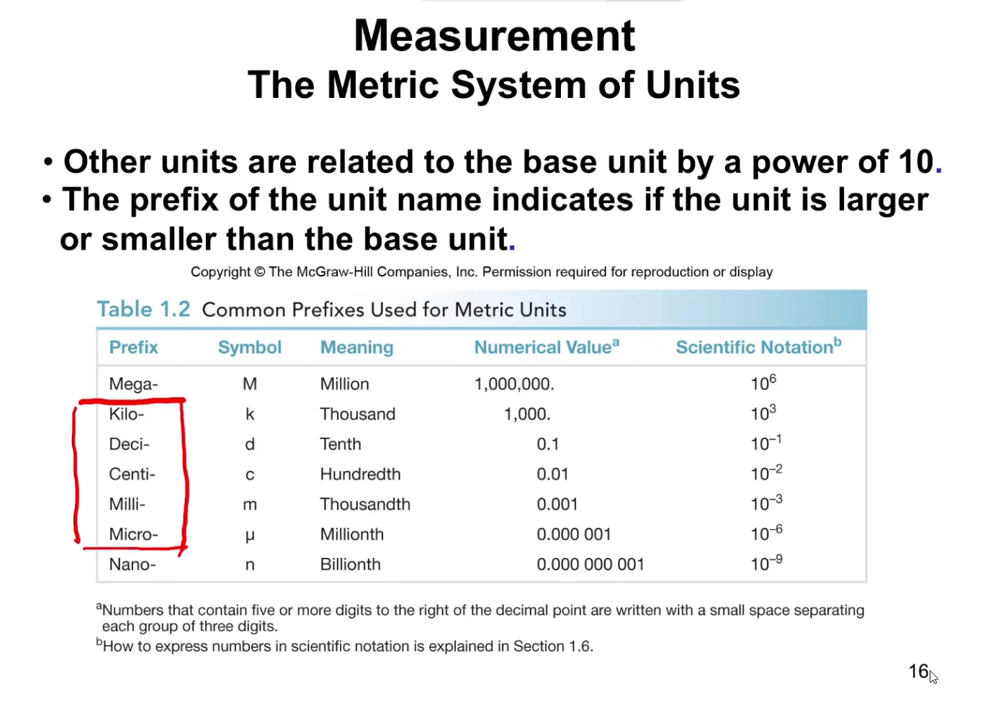 Measurement
The Metric System of Units
• Other units are related to the base unit by a power of 10.
• The prefix of the unit name indicates if the unit is larger
or smaller than the base unit.
Copyright © The McGraw-Hill Companies, Inc. Permission required for reproduction or display
Table 1.2 Common Prefixes Used for Metric Units
Prefix Symbol Meaning Numerical Valueᵃ Scientific Notationᵇ
Mega- M Million 1,000,000. 10⁶
Kilo- k Thousand 1,000. 10³
Deci- d Tenth 0.1 10⁻¹
Centi- c Hundredth 0.01 10⁻²
Milli- m Thousandth 0.001 10⁻³
Micro- μ Millionth 0.000 001 10⁻⁶
Nano- n Billionth 0.000 000 001 10⁻⁹
ᵃNumbers that contain five or more digits to the right of the decimal point are written with a small space separating
each group of three digits.
ᵇHow to express numbers in scientific notation is explained in Section 1.6.
16